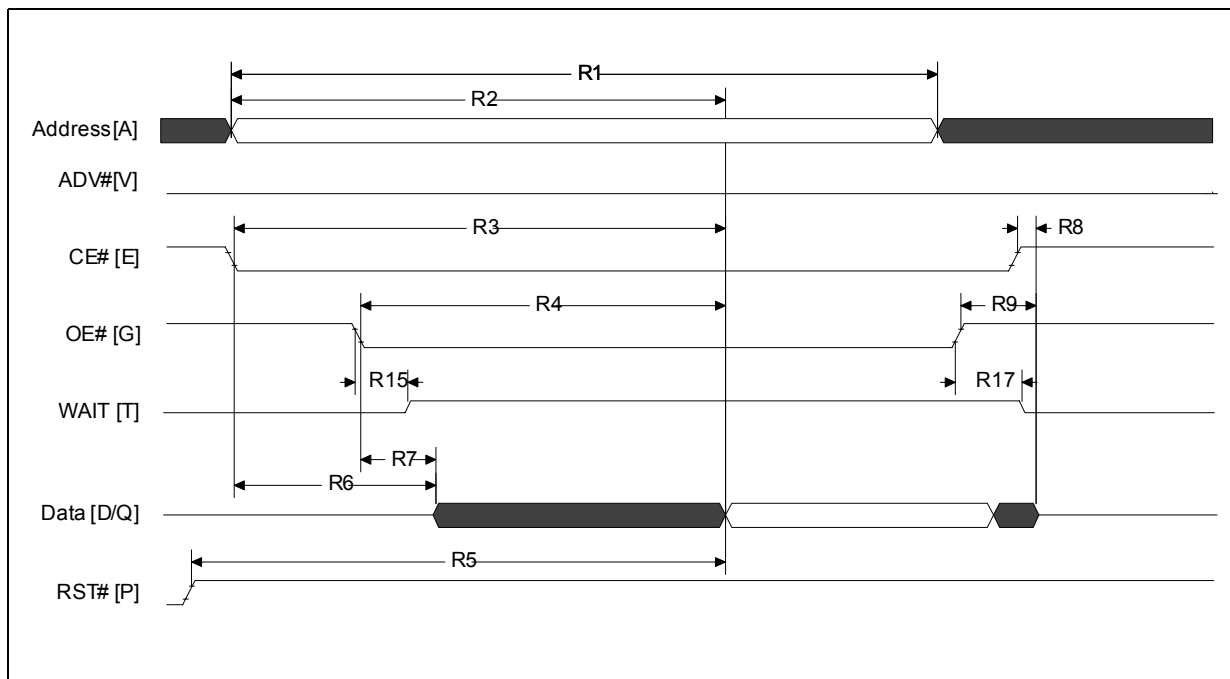 R1
R2
Address [A]
ADV# [V]
R3
R8
CE# [E]
R4
R9
OE# [G]
R15
R17
WAIT [T]
R7
R6
Data [D/Q]
R5
RST# [P]